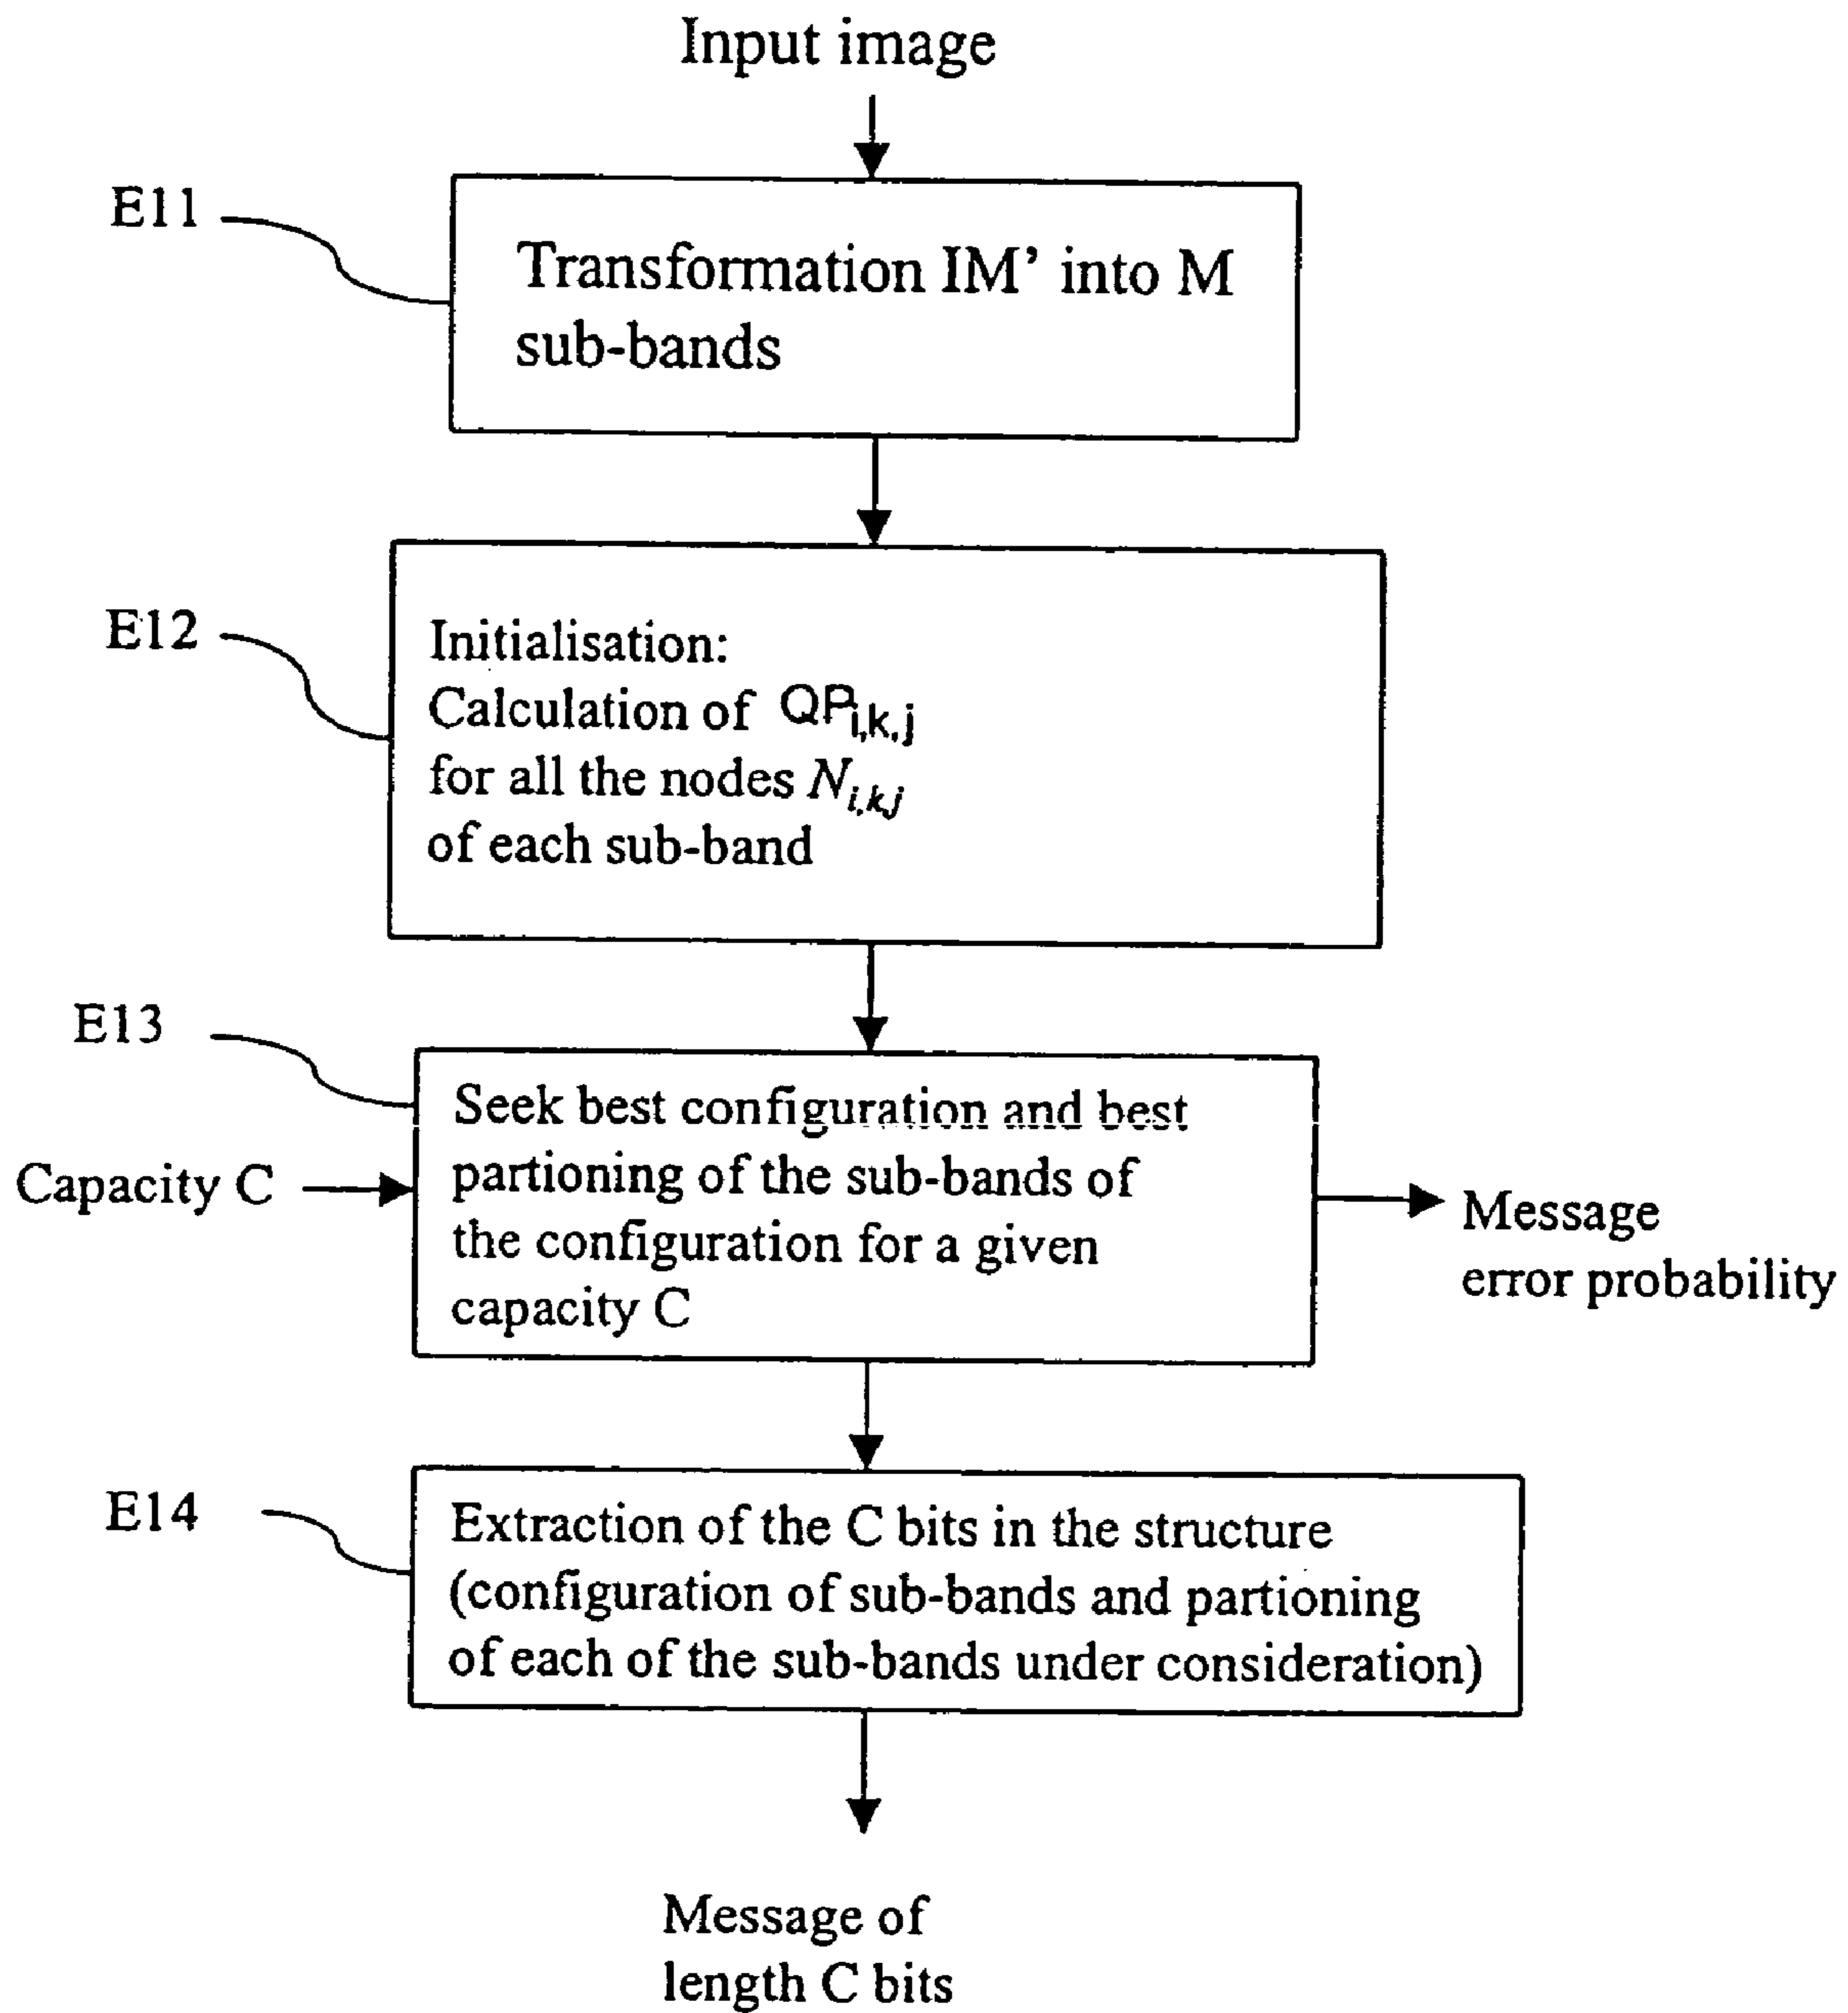 Input image
E11
Transformation IM’ into M
sub-bands
E12
Initialisation:
Calculation of QPi,k,j
for all the nodes Ni,k,j
of each sub-band
E13
Seek best configuration and best
partioning of the sub-bands of
the configuration for a given
capacity C
Capacity C
Message
error probability
E14
Extraction of the C bits in the structure
(configuration of sub-bands and partioning
of each of the sub-bands under consideration)
Message of
length C bits